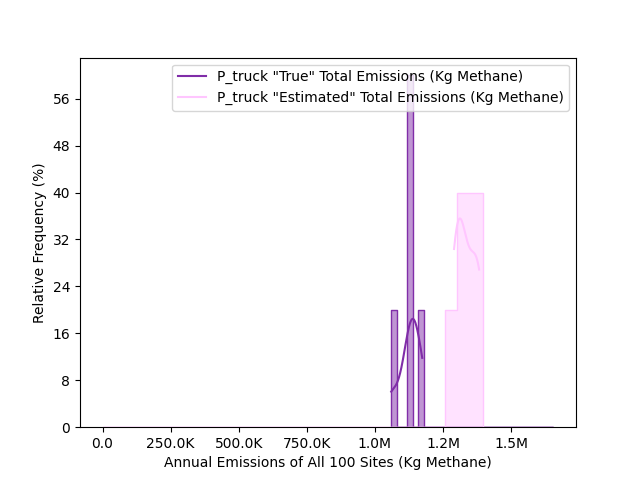 P_truck "True" Total Emissions (Kg Methane)
P_truck "Estimated" Total Emissions (Kg Methane)
Relative Frequency (%)
56
48
40
32
24
16
8
0
0.0 250.0K 500.0K 750.0K 1.0M 1.2M 1.5M
Annual Emissions of All 100 Sites (Kg Methane)